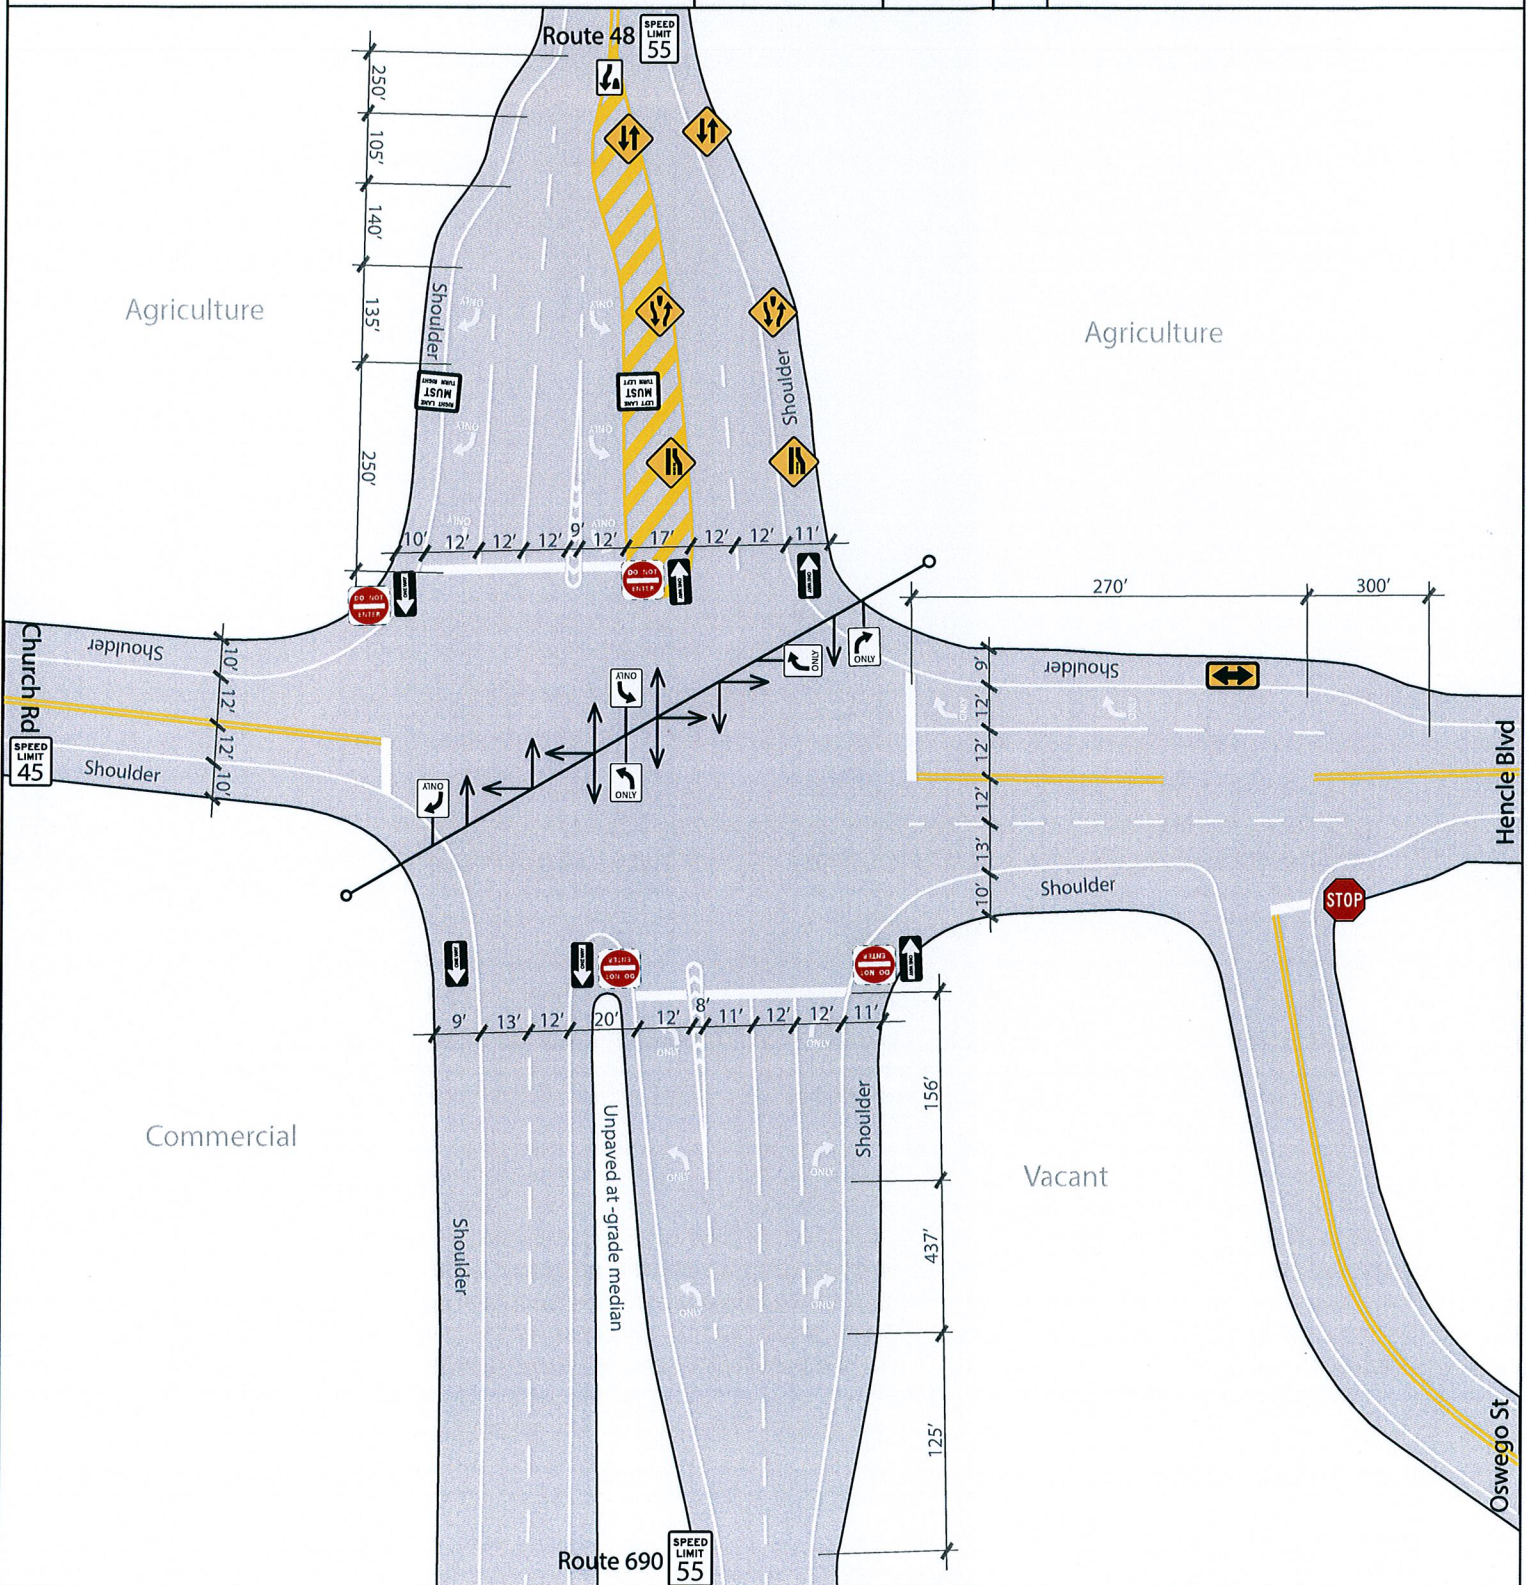 Route 48
SPEED
LIMIT
55
250'
105'
140'
135'
250'
Agriculture
Agriculture
Shoulder
Shoulder
ONLY
ONLY
RIGHT LANE
MUST
TURN RIGHT
LEFT LANE
MUST
TURN LEFT
ONLY
ONLY
ONLY
ONLY
10'
12'
12'
12'
9'
12'
17'
12'
12'
11'
DO NOT
ENTER
ONE WAY
DO NOT
ENTER
ONE WAY
ONE WAY
270'
300'
Church Rd
Shoulder
10'
12'
12'
10'
SPEED
LIMIT
45
Shoulder
ONLY
ONLY
ONLY
ONLY
ONLY
9'
12'
12'
12'
13'
10'
Shoulder
ONLY
ONLY
Hencle Blvd
Shoulder
STOP
ONE WAY
ONE WAY
DO NOT
ENTER
DO NOT
ENTER
ONE WAY
9'
13'
12'
20'
12'
8'
11'
12'
12'
11'
ONLY
ONLY
156'
437'
125'
Commercial
Shoulder
Unpaved at-grade median
ONLY
ONLY
ONLY
ONLY
Shoulder
Vacant
Oswego St
Route 690
SPEED
LIMIT
55